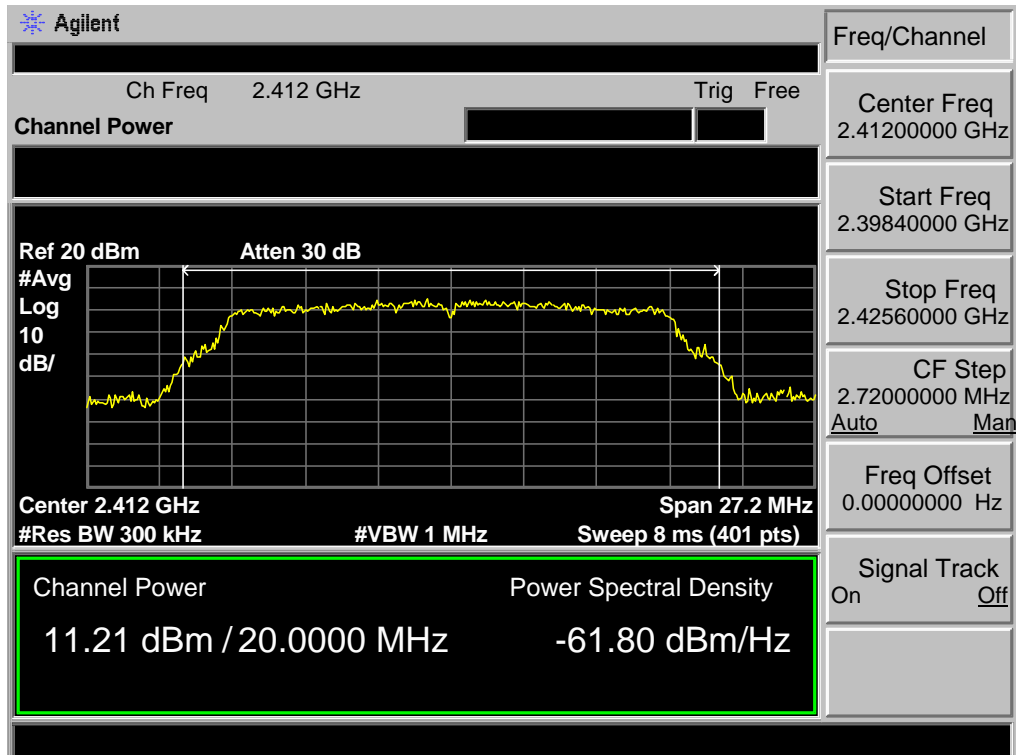 Agilent
Freq/Channel
Ch Freq 2.412 GHz Trig Free
Channel Power
Center Freq
2.41200000 GHz
Start Freq
2.39840000 GHz
Ref 20 dBm Atten 30 dB
#Avg
Log
10
dB/
Stop Freq
2.42560000 GHz
CF Step
2.72000000 MHz
Auto Man
Center 2.412 GHz Span 27.2 MHz
#Res BW 300 kHz #VBW 1 MHz Sweep 8 ms (401 pts)
Freq Offset
0.00000000 Hz
Channel Power Power Spectral Density
11.21 dBm / 20.0000 MHz -61.80 dBm/Hz
Signal Track
On Off